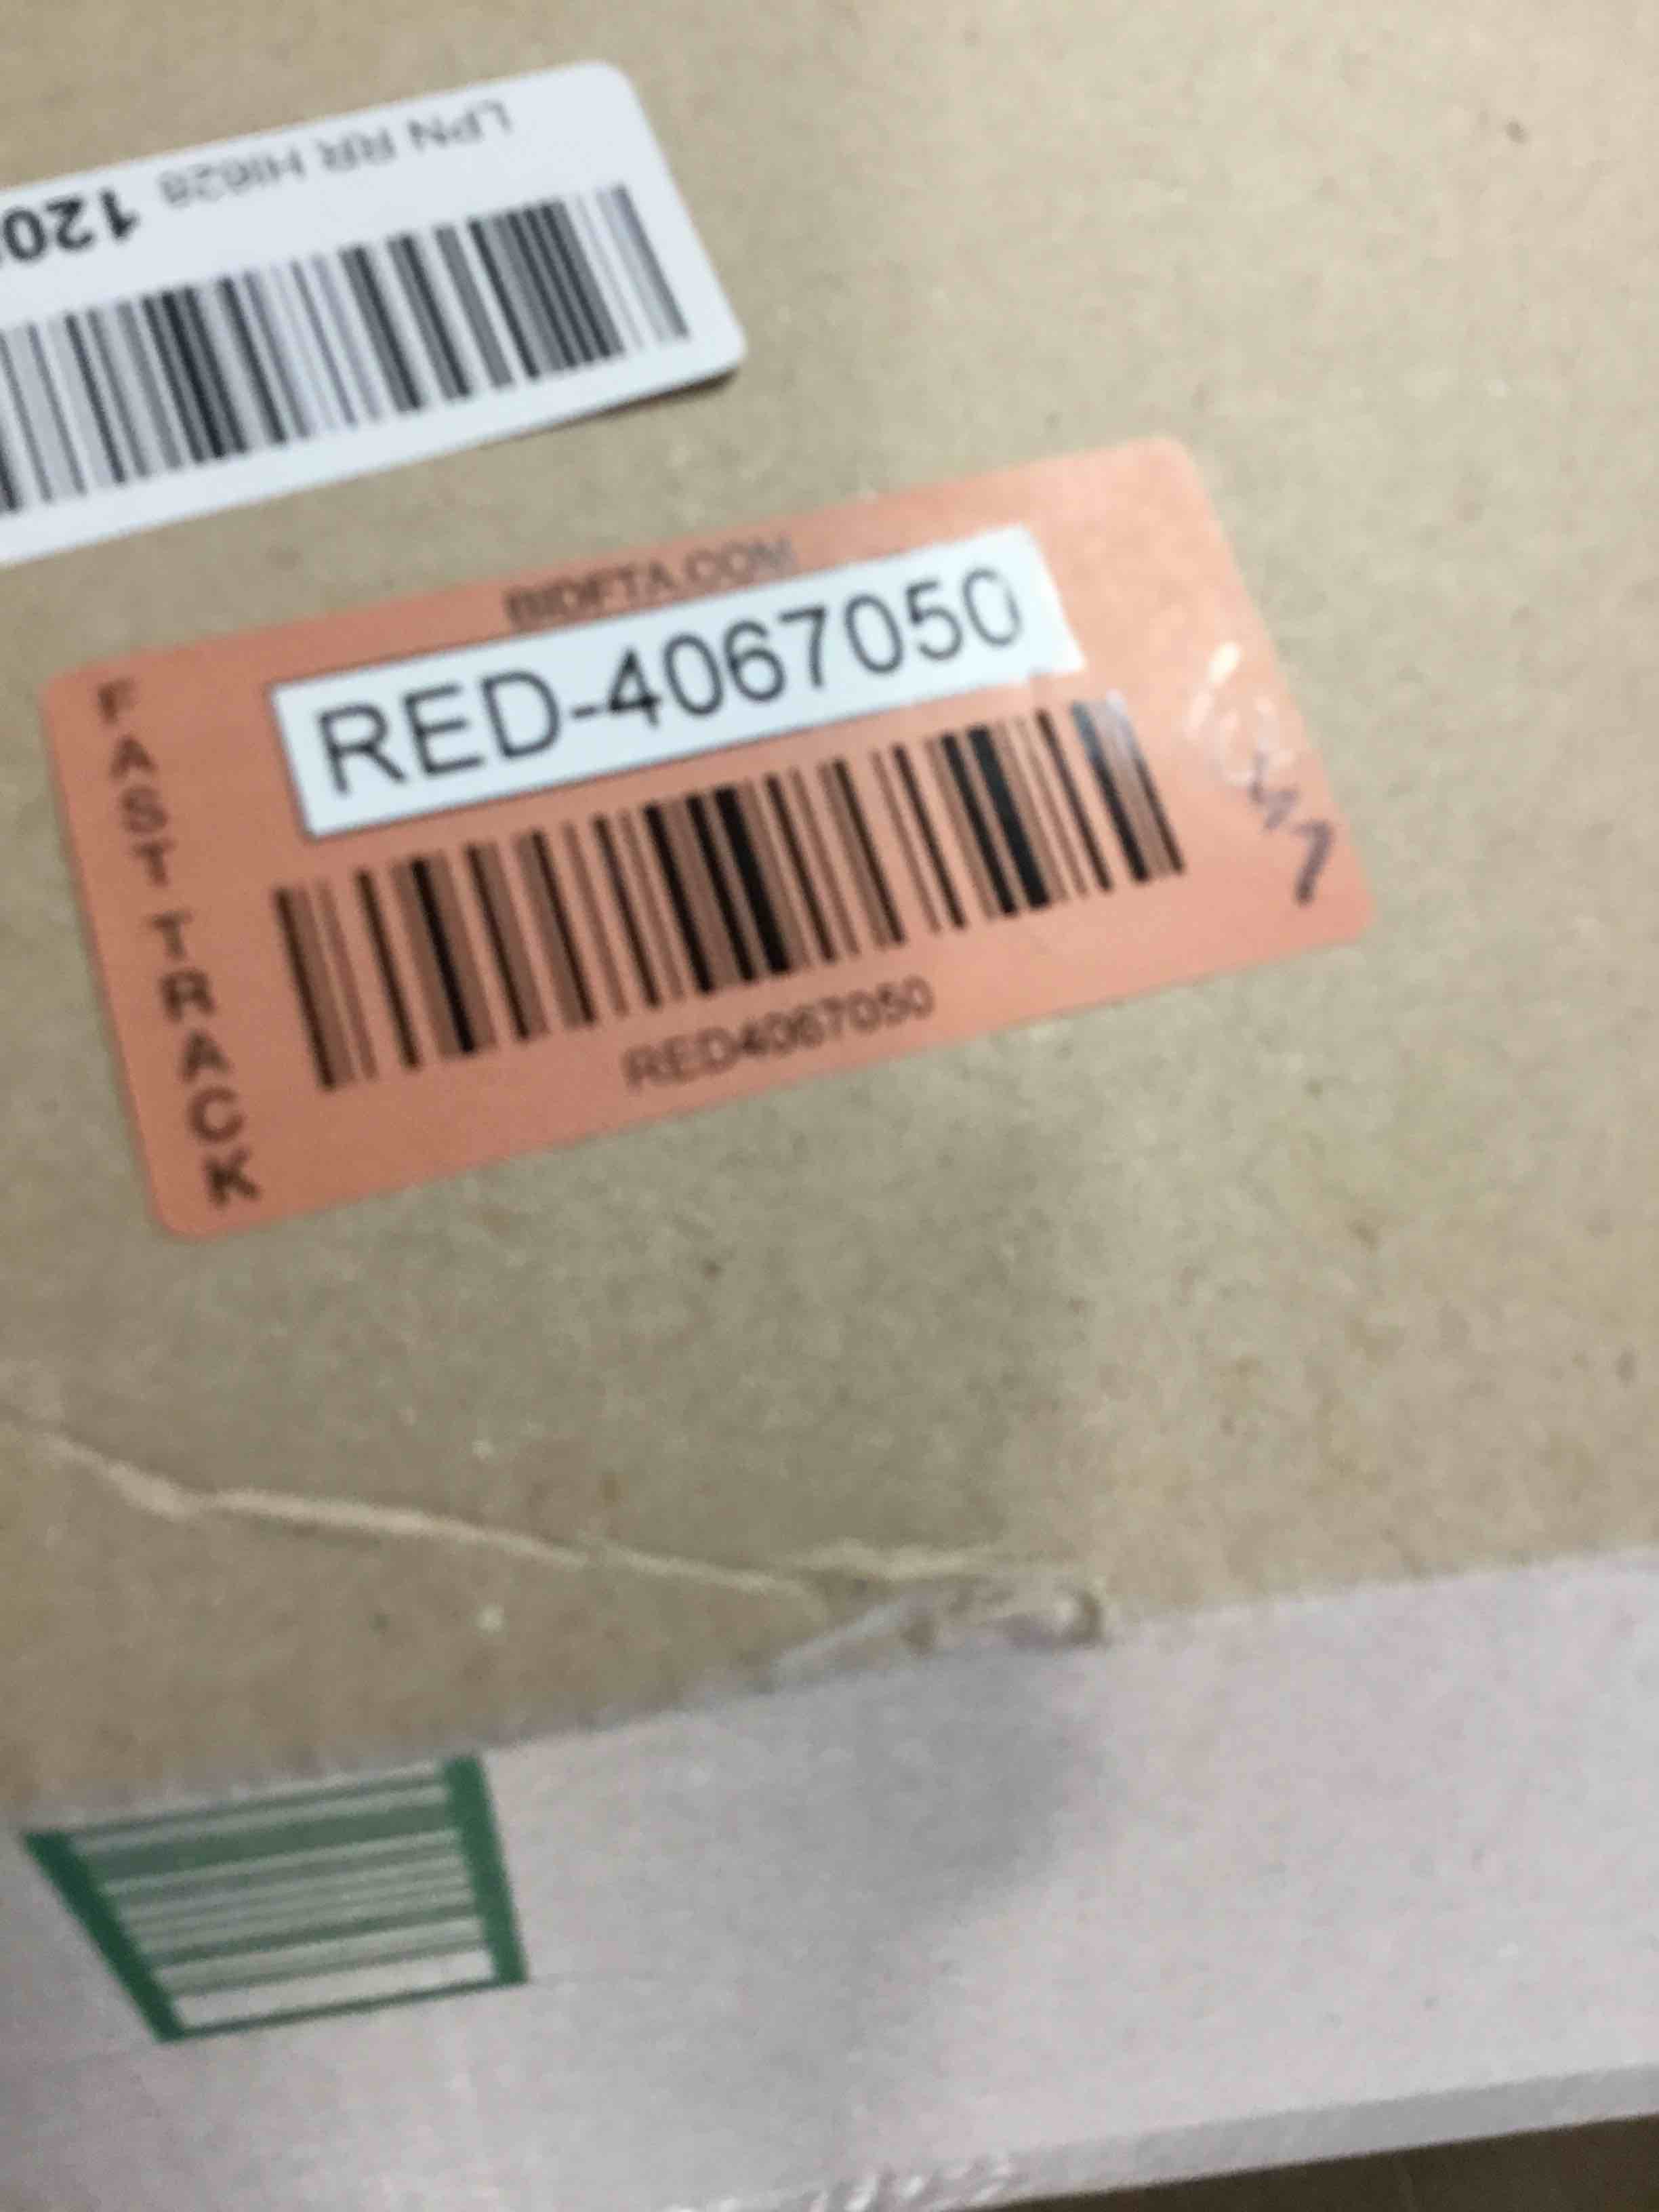 LPN RR HI628 120
BIDFTA.COM
RED-4067050
FAST TRACK
RED4067050